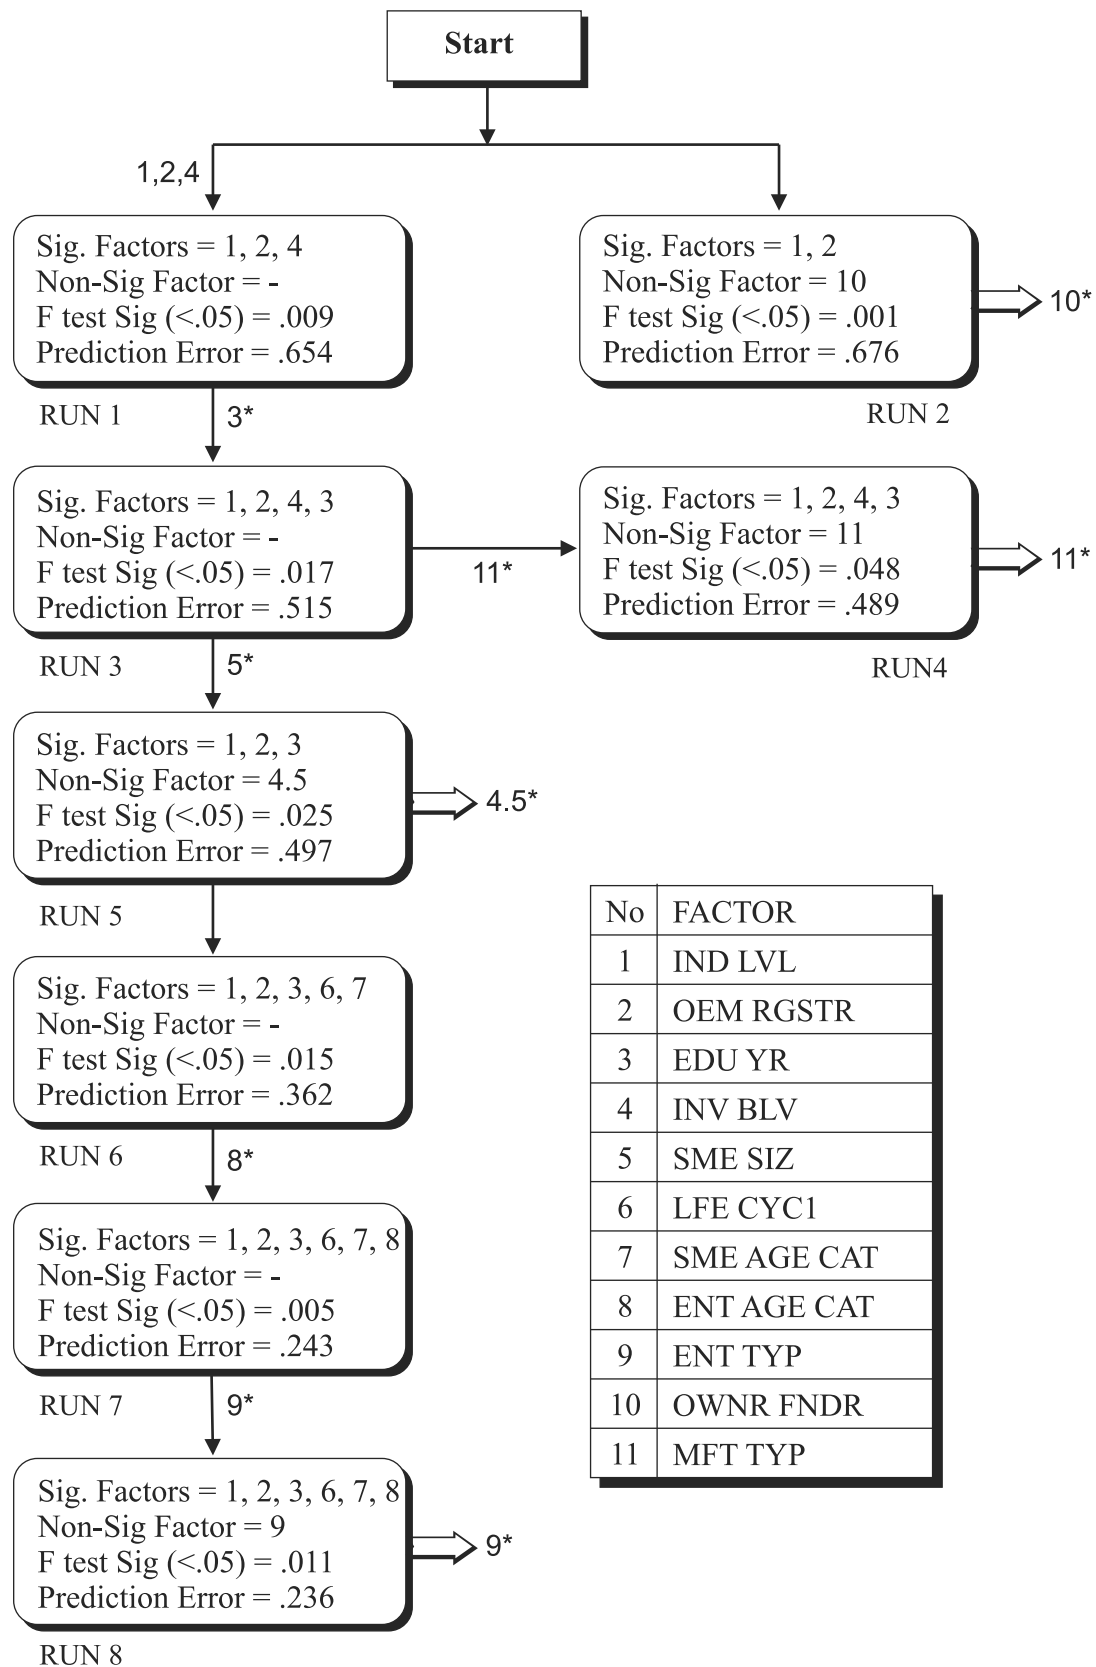 Start
1,2,4
Sig. Factors = 1, 2, 4
Non-Sig Factor = -
F test Sig (<.05) = .009
Prediction Error = .654
RUN 1
Sig. Factors = 1, 2
Non-Sig Factor = 10
F test Sig (<.05) = .001
Prediction Error = .676
10*
RUN 2
3*
Sig. Factors = 1, 2, 4, 3
Non-Sig Factor = -
F test Sig (<.05) = .017
Prediction Error = .515
RUN 3
11*
Sig. Factors = 1, 2, 4, 3
Non-Sig Factor = 11
F test Sig (<.05) = .048
Prediction Error = .489
11*
RUN4
5*
Sig. Factors = 1, 2, 3
Non-Sig Factor = 4.5
F test Sig (<.05) = .025
Prediction Error = .497
4.5*
RUN 5
Sig. Factors = 1, 2, 3, 6, 7
Non-Sig Factor = -
F test Sig (<.05) = .015
Prediction Error = .362
RUN 6
8*
Sig. Factors = 1, 2, 3, 6, 7, 8
Non-Sig Factor = -
F test Sig (<.05) = .005
Prediction Error = .243
RUN 7
9*
Sig. Factors = 1, 2, 3, 6, 7, 8
Non-Sig Factor = 9
F test Sig (<.05) = .011
Prediction Error = .236
9*
RUN 8
No FACTOR
1 IND LVL
2 OEM RGSTR
3 EDU YR
4 INV BLV
5 SME SIZ
6 LFE CYC1
7 SME AGE CAT
8 ENT AGE CAT
9 ENT TYP
10 OWNR FNDR
11 MFT TYP